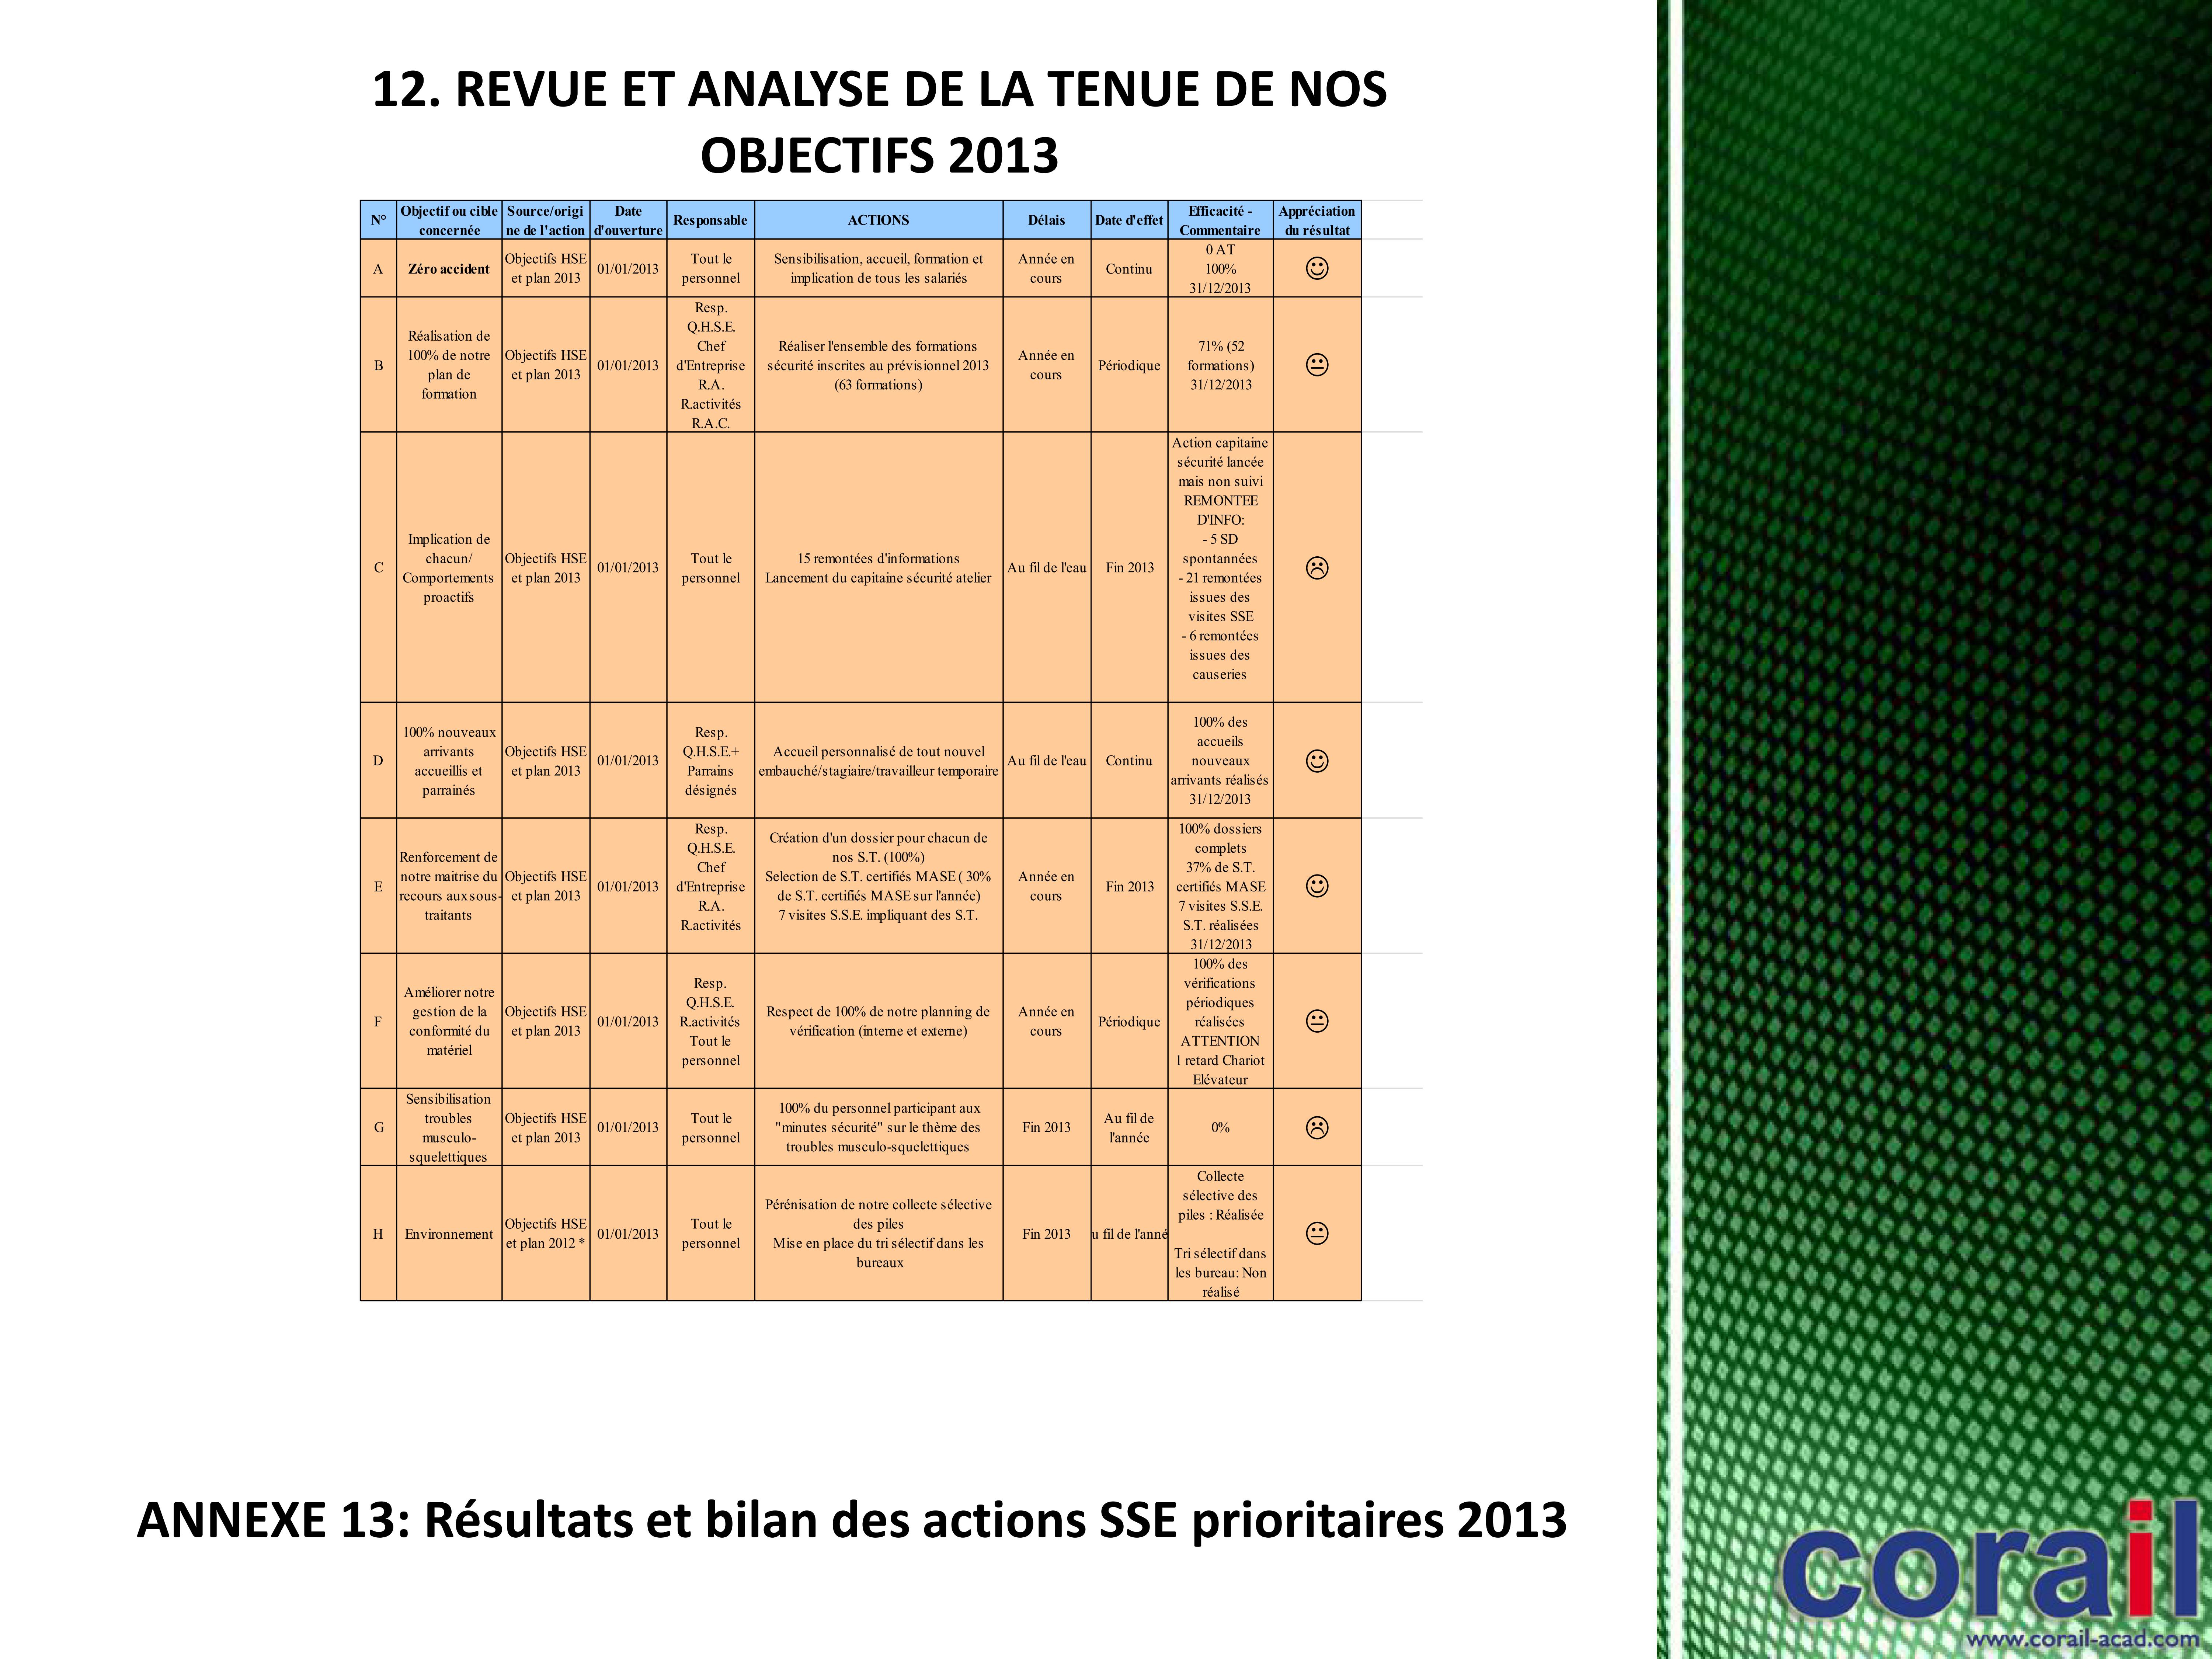 12. REVUE ET ANALYSE DE LA TENUE DE NOS
OBJECTIFS 2013
N°
Objectif ou cible
concernée
Source/origi
ne de l'action
Date
d'ouverture
Responsable
ACTIONS
Délais
Date d'effet
Efficacité -
Commentaire
Appréciation
du résultat
A
Zéro accident
Objectifs HSE
et plan 2013
01/01/2013
Tout le
personnel
Sensibilisation, accueil, formation et
implication de tous les salariés
Année en
cours
Continu
0 AT
100%
31/12/2013
B
Réalisation de
100% de notre
plan de
formation
Objectifs HSE
et plan 2013
01/01/2013
Resp.
Q.H.S.E.
Chef
d'Entreprise
R.A.
R.activités
R.A.C.
Réaliser l'ensemble des formations
sécurité inscrites au prévisionnel 2013
(63 formations)
Année en
cours
Périodique
71% (52
formations)
31/12/2013
C
Implication de
chacun/
Comportements
proactifs
Objectifs HSE
et plan 2013
01/01/2013
Tout le
personnel
15 remontées d'informations
Lancement du capitaine sécurité atelier
Au fil de l'eau
Fin 2013
Action capitaine
sécurité lancée
mais non suivi
REMONTEE
D'INFO:
- 5 SD
spontannées
- 21 remontées
issues des
visites SSE
- 6 remontées
issues des
causeries
D
100% nouveaux
arrivants
accueillis et
parrainés
Objectifs HSE
et plan 2013
01/01/2013
Resp.
Q.H.S.E.+
Parrains
désignés
Accueil personnalisé de tout nouvel
embauché/stagiaire/travailleur temporaire
Au fil de l'eau
Continu
100% des
accueils
nouveaux
arrivants réalisés
31/12/2013
E
Renforcement de
notre maitrise du
recours aux sous-
traitants
Objectifs HSE
et plan 2013
01/01/2013
Resp.
Q.H.S.E.
Chef
d'Entreprise
R.A.
R.activités
Création d'un dossier pour chacun de
nos S.T. (100%)
Selection de S.T. certifiés MASE ( 30%
de S.T. certifiés MASE sur l'année)
7 visites S.S.E. impliquant des S.T.
Année en
cours
Fin 2013
100% dossiers
complets
37% de S.T.
certifiés MASE
7 visites S.S.E.
S.T. réalisées
31/12/2013
F
Améliorer notre
gestion de la
conformité du
matériel
Objectifs HSE
et plan 2013
01/01/2013
Resp.
Q.H.S.E.
R.activités
Tout le
personnel
Respect de 100% de notre planning de
vérification (interne et externe)
Année en
cours
Périodique
100% des
vérifications
périodiques
réalisées
ATTENTION
1 retard Chariot
Elévateur
G
Sensibilisation
troubles
musculo-
squelettiques
Objectifs HSE
et plan 2013
01/01/2013
Tout le
personnel
100% du personnel participant aux
"minutes sécurité" sur le thème des
troubles musculo-squelettiques
Fin 2013
Au fil de
l'année
0%
H
Environnement
Objectifs HSE
et plan 2012 *
01/01/2013
Tout le
personnel
Pérénisation de notre collecte sélective
des piles
Mise en place du tri sélectif dans les
bureaux
Fin 2013
u fil de l'anné
Collecte
sélective des
piles : Réalisée
Tri sélectif dans
les bureau: Non
réalisé
ANNEXE 13: Résultats et bilan des actions SSE prioritaires 2013
corail
www.corail-acad.com